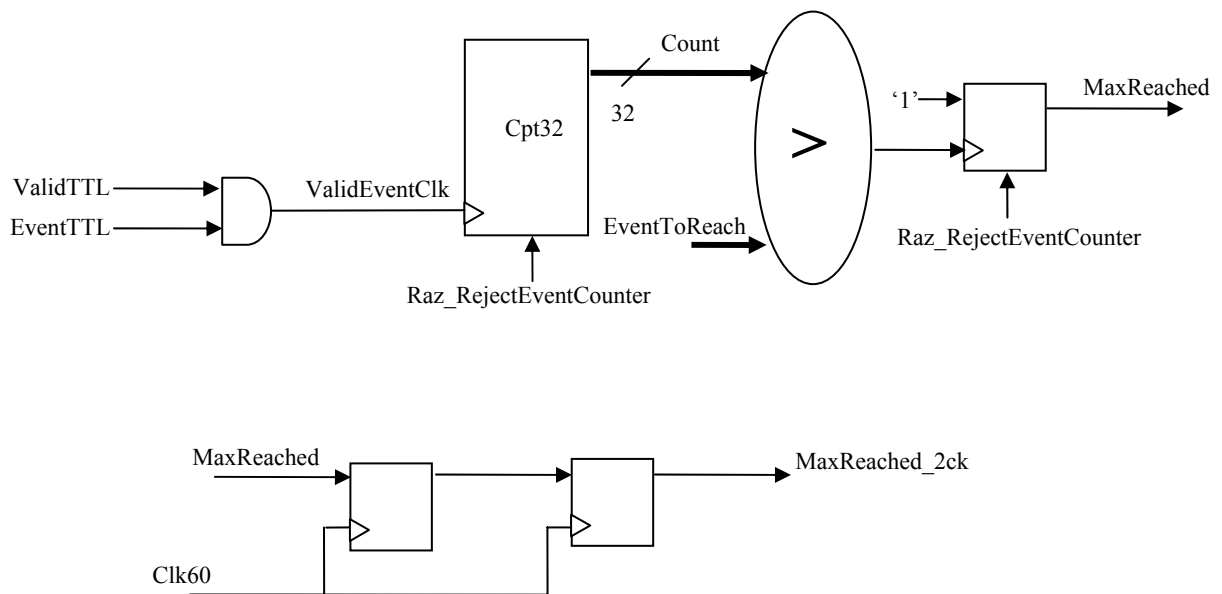 Count
32
Cpt32
>
‘1’
MaxReached
ValidTTL
EventTTL
ValidEventClk
EventToReach
Raz_RejectEventCounter
Raz_RejectEventCounter
MaxReached
MaxReached_2ck
Clk60